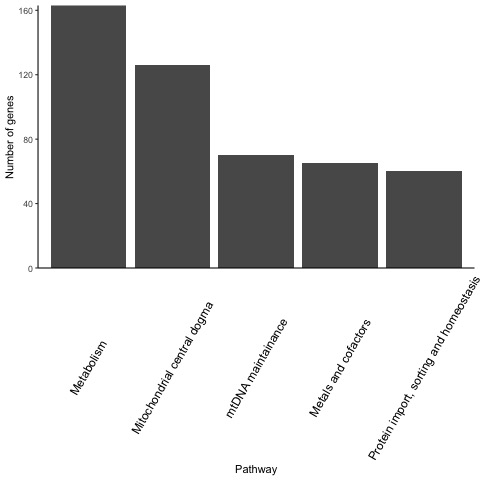 160
120
80
40
0
Number of genes
Metabolism
Mitochondrial central dogma
mtDNA maintainance
Metals and cofactors
Protein import, sorting and homeostasis
Pathway